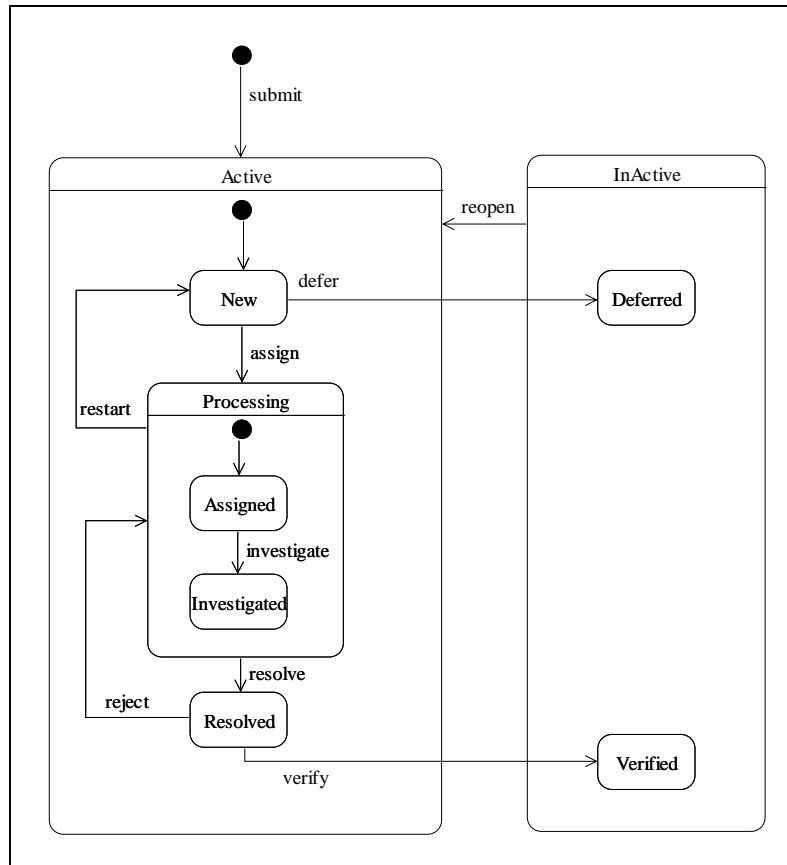 submit
Active
InActive
reopen
defer
New
Deferred
assign
Processing
restart
Assigned
investigate
Investigated
resolve
reject
Resolved
Verified
verify